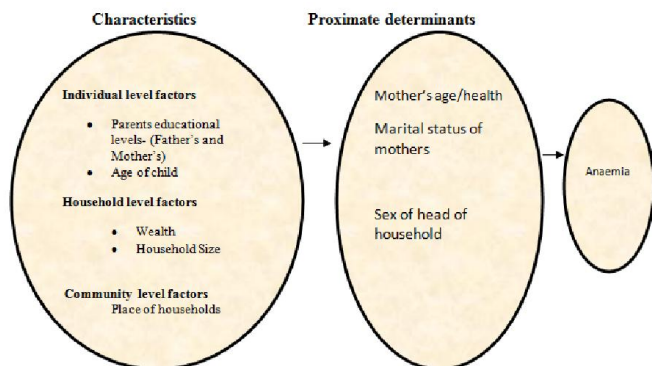 Characteristics
Proximate determinants
Individual level factors
• Parents educational
levels- (Father's and
Mother's)
• Age of child
Household level factors
• Wealth
• Household Size
Community level factors
Place of households
Mother's age/health
Marital status of
mothers
Sex of head of
household
Anaemia